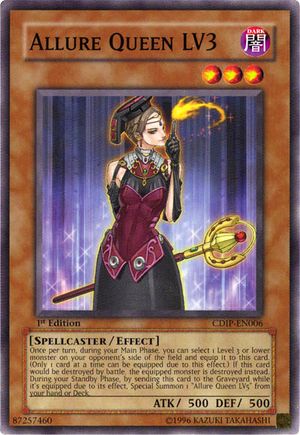 ALLURE QUEEN LV3
DARK
闇
1st Edition
CDIP-EN006
[SPELLCASTER / EFFECT]
Once per turn, during your Main Phase, you can select 1 Level 3 or lower
monster on your opponent's side of the field and equip it to this card.
(Only 1 card at a time can be equipped due to this effect.) If this card
would be destroyed by battle, the equipped monster is destroyed instead.
During your Standby Phase, by sending this card to the Graveyard while
it's equipped due to its effect, Special Summon 1 "Allure Queen LV5" from
your hand or Deck.
ATK/ 500 DEF/ 500
87257460
©1996 KAZUKI TAKAHASHI